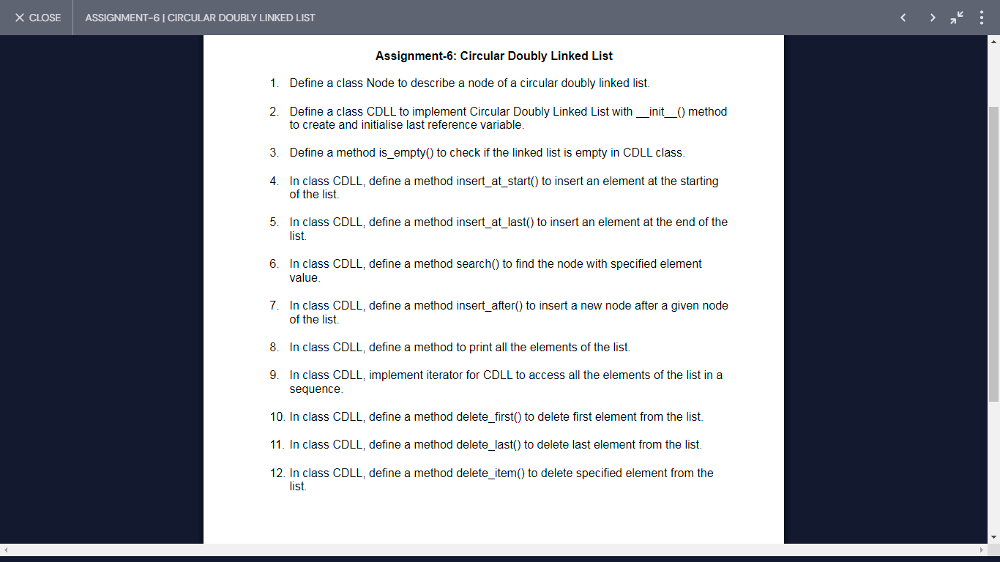 CLOSE
ASSIGNMENT-6 | CIRCULAR DOUBLY LINKED LIST
Assignment-6: Circular Doubly Linked List
1. Define a class Node to describe a node of a circular doubly linked list.
2. Define a class CDLL to implement Circular Doubly Linked List with __init__() method
to create and initialise last reference variable.
3. Define a method is_empty() to check if the linked list is empty in CDLL class.
4. In class CDLL, define a method insert_at_start() to insert an element at the starting
of the list.
5. In class CDLL, define a method insert_at_last() to insert an element at the end of the
list.
6. In class CDLL, define a method search() to find the node with specified element
value.
7. In class CDLL, define a method insert_after() to insert a new node after a given node
of the list.
8. In class CDLL, define a method to print all the elements of the list.
9. In class CDLL, implement iterator for CDLL to access all the elements of the list in a
sequence.
10. In class CDLL, define a method delete_first() to delete first element from the list.
11. In class CDLL, define a method delete_last() to delete last element from the list.
12. In class CDLL, define a method delete_item() to delete specified element from the
list.